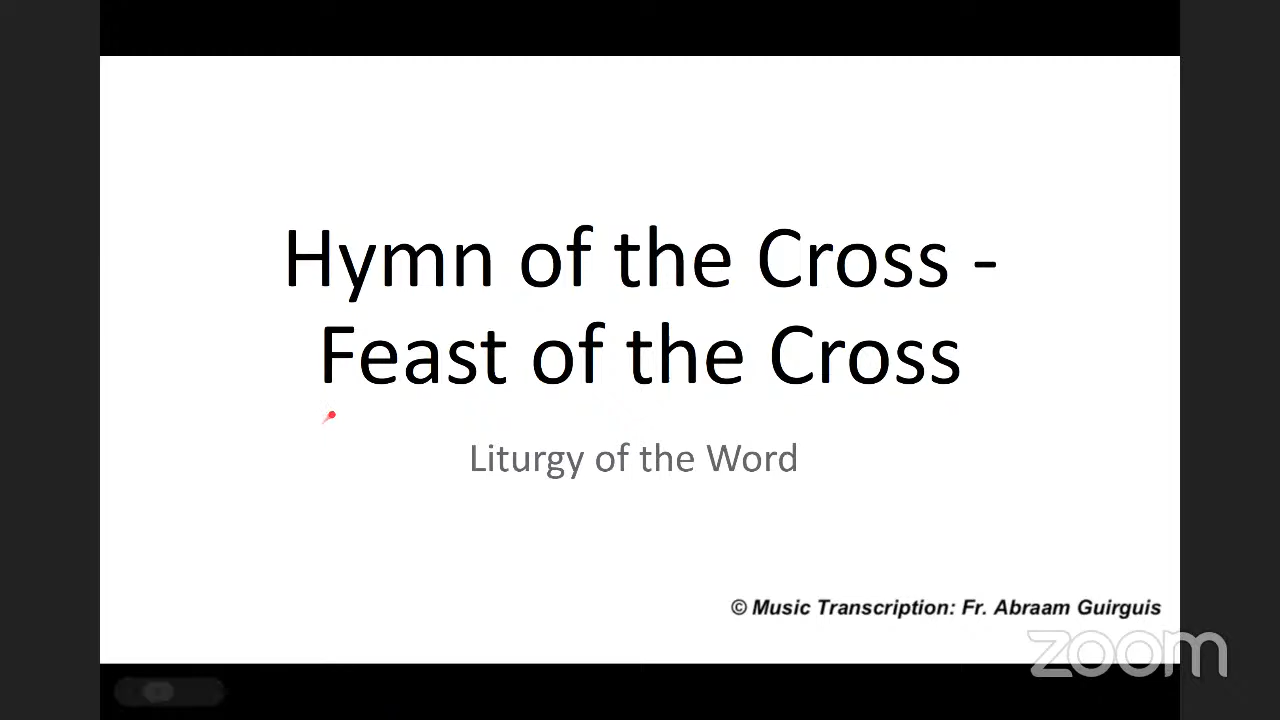 Hymn of the Cross -
Feast of the Cross
Liturgy of the Word
© Music Transcription: Fr. Abraam Guirguis
zoom